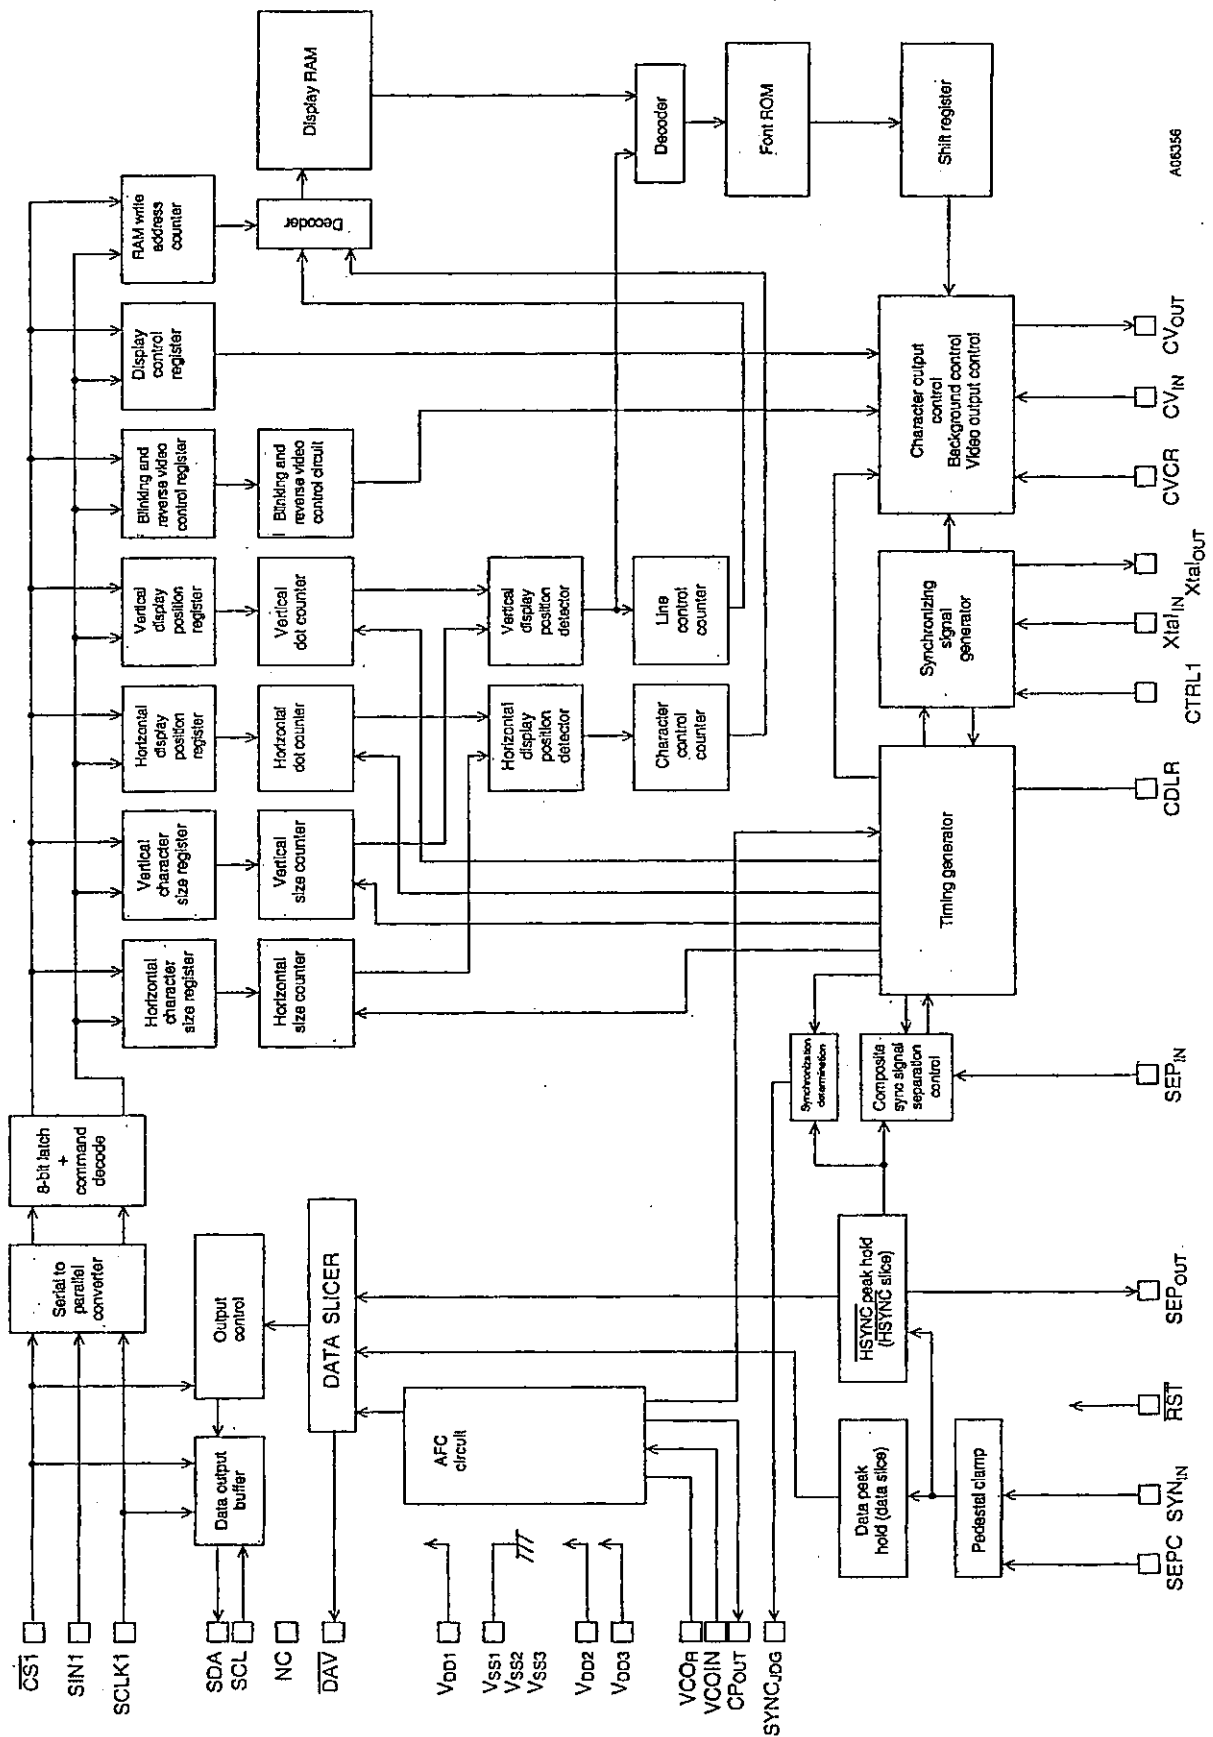 CS1
SIN1
SCLK1
SDA
SCL
NC
DAV
VDD1
VSS1
VSS2
VSS3
VDD2
VDD3
VCOR
VCOIN
CPOUT
SYNCJDG
Serial to
parallel
converter
8-bit latch
+
command
decode
Data output
buffer
Output
control
DATA SLICER
AFC
circuit
Horizontal
character
size register
Vertical
character
size register
Horizontal
display
position
register
Vertical
display
position
register
Blinking and
reverse video
control register
Display
control
register
RAM write
address
counter
Horizontal
size counter
Vertical
size counter
Horizontal
dot counter
Vertical
dot counter
Blinking and
reverse video
control circuit
Decoder
Display RAM
Horizontal
display
position
detector
Vertical
display
position
detector
Character
control
counter
Line
control
counter
Decoder
Font ROM
Shift register
Synchronization
determination
Composite
sync signal
separation
control
Timing generator
Synchronizing
signal
generator
Character output
control
Background control
Video output control
Data peak
hold (data slice)
Pedestal clamp
HSYNC peak hold
(HSYNC slice)
SEPC
SYNIN
RST
SEPOUT
SEPIN
CDLR
CTRL1
XtalIN
XtalOUT
CVCR
CVIN
CVOUT
A06356